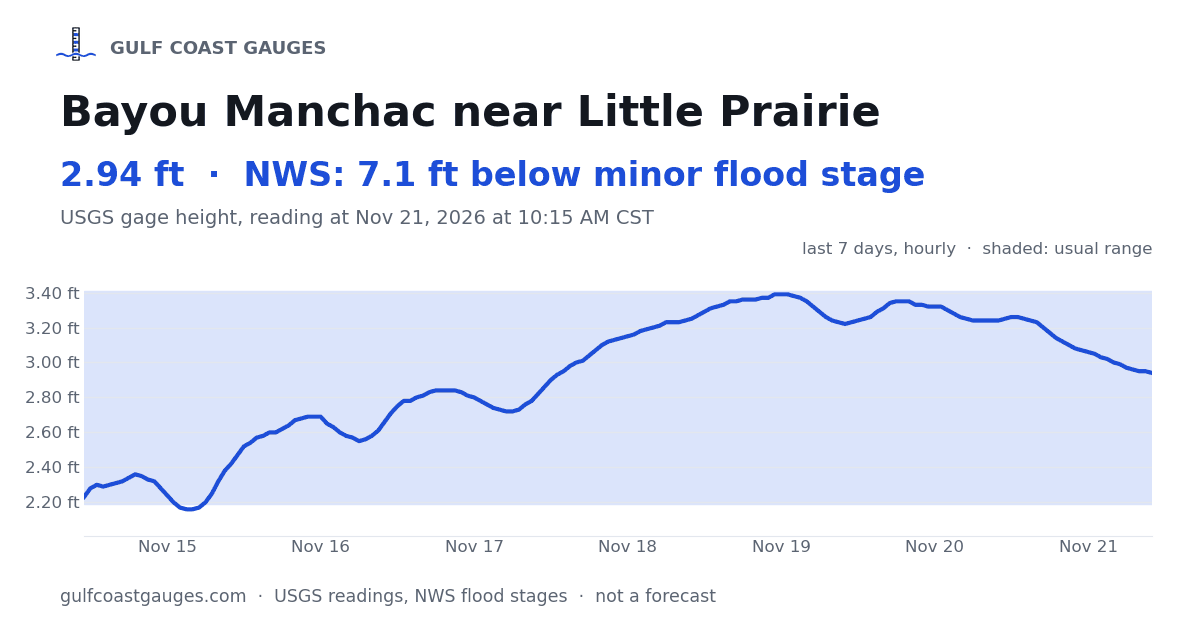 GULF COAST GAUGES
Bayou Manchac near Little Prairie
2.94 ft · NWS: 7.1 ft below minor flood stage
USGS gage height, reading at Nov 21, 2026 at 10:15 AM CST
last 7 days, hourly · shaded: usual range
3.40 ft
3.20 ft
3.00 ft
2.80 ft
2.60 ft
2.40 ft
2.20 ft
Nov 15 Nov 16 Nov 17 Nov 18 Nov 19 Nov 20 Nov 21
gulfcoastgauges.com · USGS readings, NWS flood stages · not a forecast